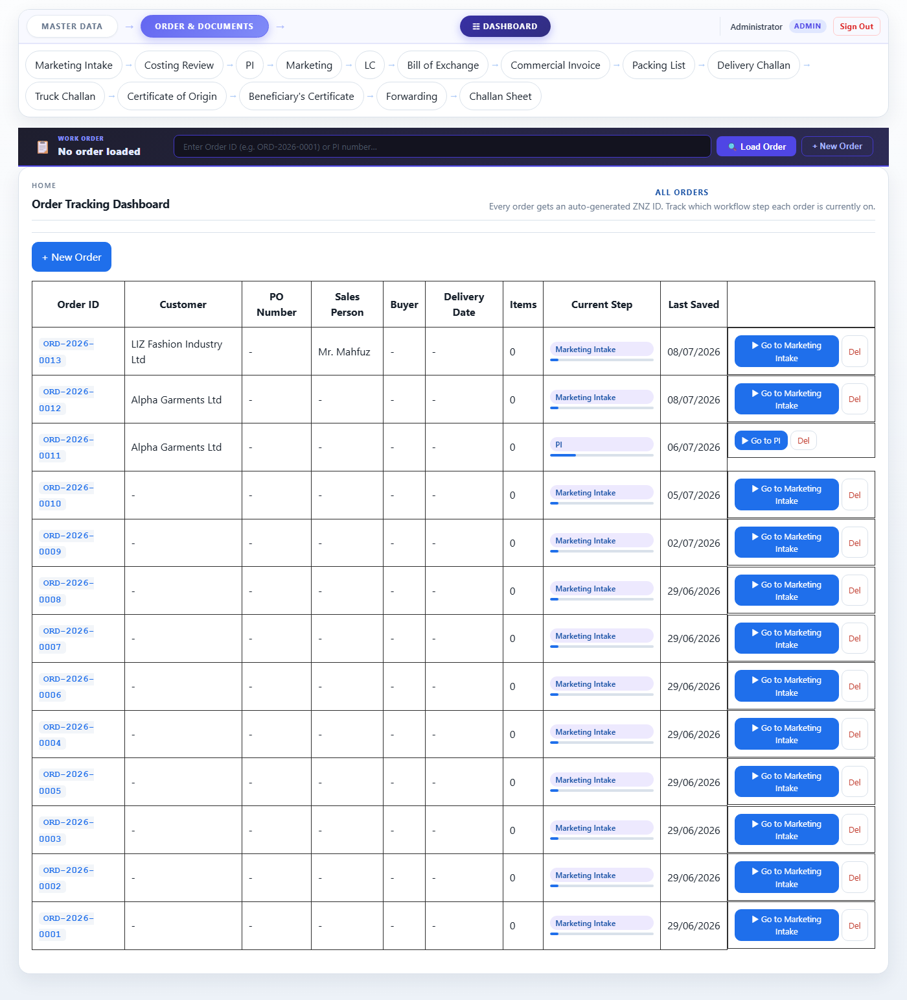 MASTER DATA → ORDER & DOCUMENTS → DASHBOARD Administrator ADMIN Sign Out
Marketing Intake → Costing Review → PI → Marketing → LC → Bill of Exchange → Commercial Invoice → Packing List → Delivery Challan →
Truck Challan → Certificate of Origin → Beneficiary's Certificate → Forwarding → Challan Sheet
WORK ORDER
No order loaded
Enter Order ID (e.g. ORD-2026-0001) or PI number...
Load Order
+ New Order
HOME
Order Tracking Dashboard
ALL ORDERS
Every order gets an auto-generated ZNZ ID. Track which workflow step each order is currently on.
+ New Order
Order ID Customer PO Number Sales Person Buyer Delivery Date Items Current Step Last Saved
ORD-2026-0013 LIZ Fashion Industry Ltd - Mr. Mahfuz - - 0 Marketing Intake 08/07/2026 ▶ Go to Marketing Intake Del
ORD-2026-0012 Alpha Garments Ltd - - - - 0 Marketing Intake 08/07/2026 ▶ Go to Marketing Intake Del
ORD-2026-0011 Alpha Garments Ltd - - - - 0 PI 06/07/2026 ▶ Go to PI Del
ORD-2026-0010 - - - - - 0 Marketing Intake 05/07/2026 ▶ Go to Marketing Intake Del
ORD-2026-0009 - - - - - 0 Marketing Intake 02/07/2026 ▶ Go to Marketing Intake Del
ORD-2026-0008 - - - - - 0 Marketing Intake 29/06/2026 ▶ Go to Marketing Intake Del
ORD-2026-0007 - - - - - 0 Marketing Intake 29/06/2026 ▶ Go to Marketing Intake Del
ORD-2026-0006 - - - - - 0 Marketing Intake 29/06/2026 ▶ Go to Marketing Intake Del
ORD-2026-0004 - - - - - 0 Marketing Intake 29/06/2026 ▶ Go to Marketing Intake Del
ORD-2026-0005 - - - - - 0 Marketing Intake 29/06/2026 ▶ Go to Marketing Intake Del
ORD-2026-0003 - - - - - 0 Marketing Intake 29/06/2026 ▶ Go to Marketing Intake Del
ORD-2026-0002 - - - - - 0 Marketing Intake 29/06/2026 ▶ Go to Marketing Intake Del
ORD-2026-0001 - - - - - 0 Marketing Intake 29/06/2026 ▶ Go to Marketing Intake Del